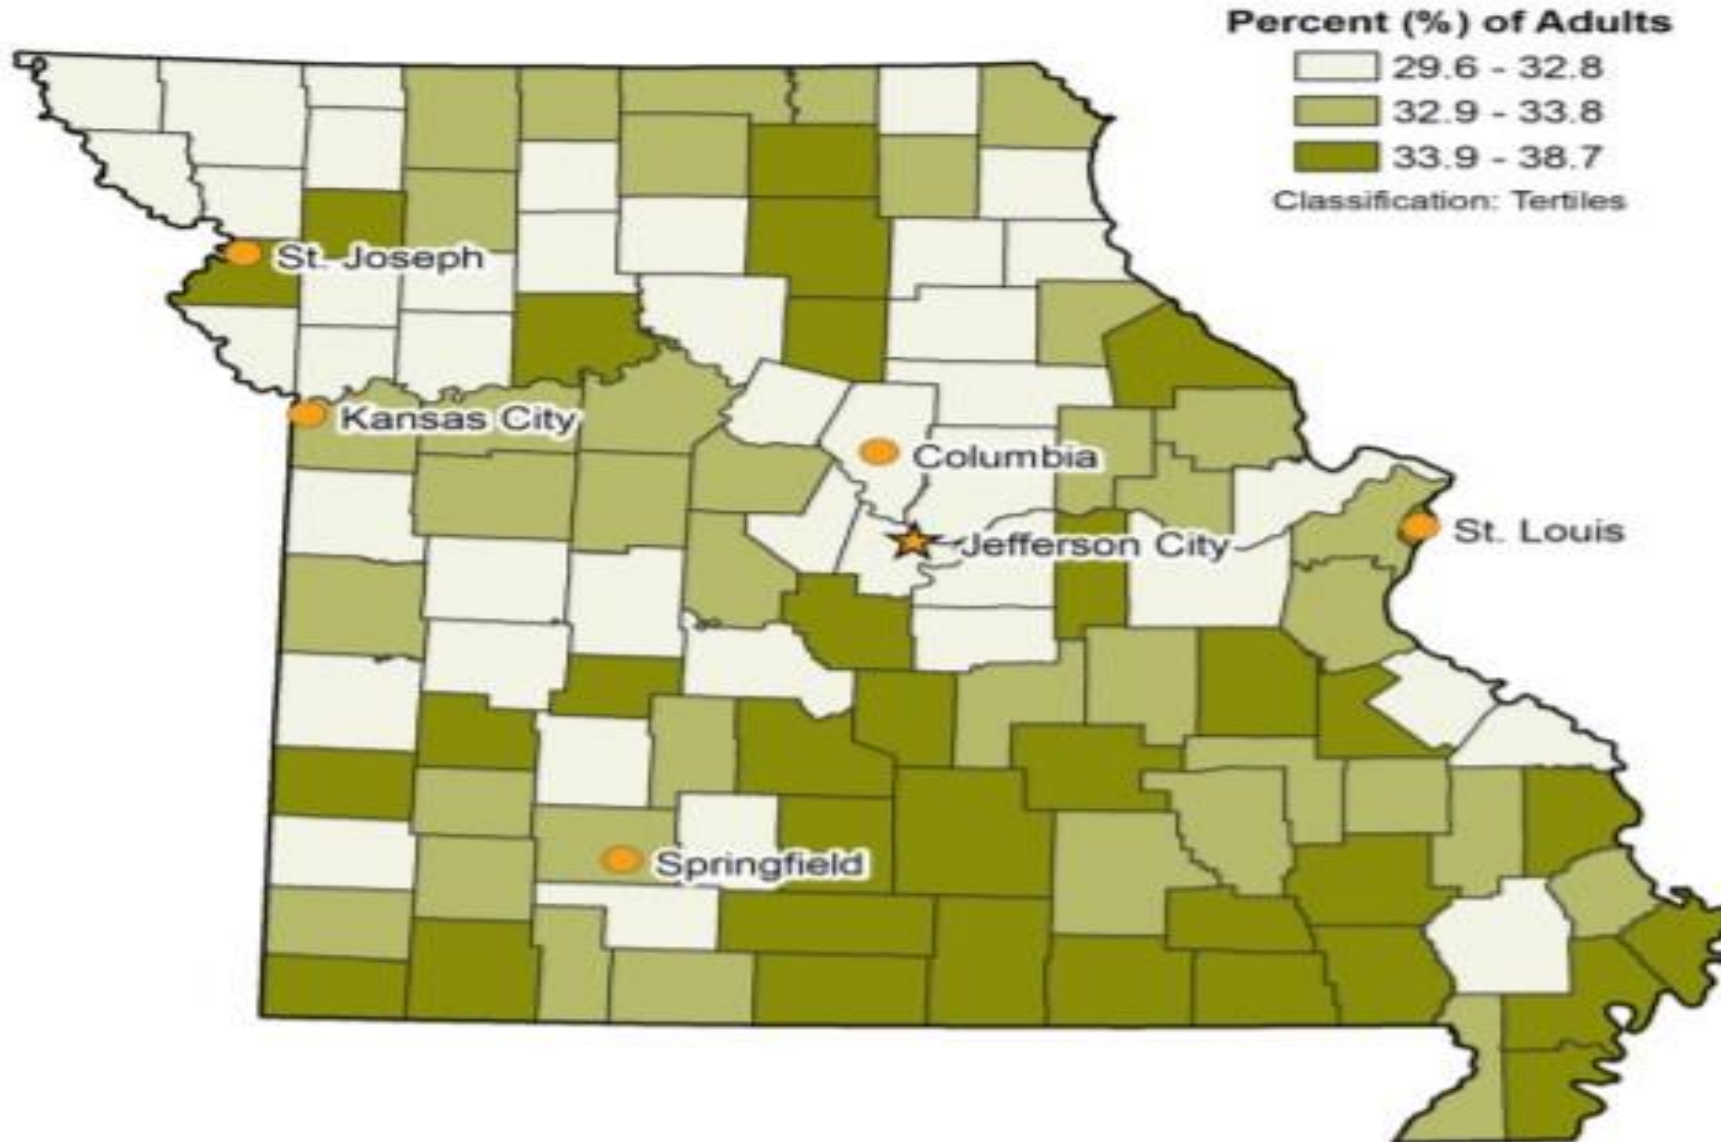 Percent (%) of Adults
29.6 - 32.8
32.9 - 33.8
33.9 - 38.7
Classification: Tertiles
St. Joseph
Kansas City
Columbia
Jefferson City
St. Louis
Springfield